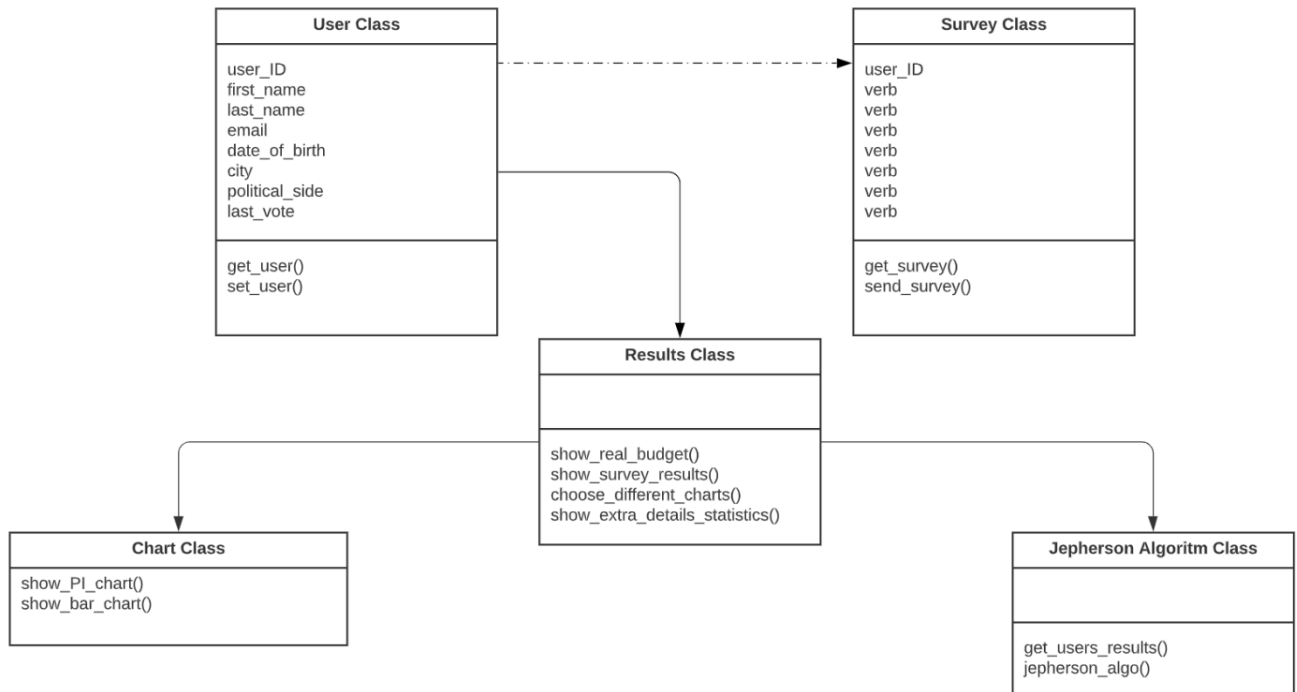 User Class
user_ID
first_name
last_name
email
date_of_birth
city
political_side
last_vote
get_user()
set_user()
Survey Class
user_ID
verb
verb
verb
verb
verb
verb
verb
get_survey()
send_survey()
Results Class
show_real_budget()
show_survey_results()
choose_different_charts()
show_extra_details_statistics()
Chart Class
show_PI_chart()
show_bar_chart()
Jepherson Algoritm Class
get_users_results()
jepherson_algo()